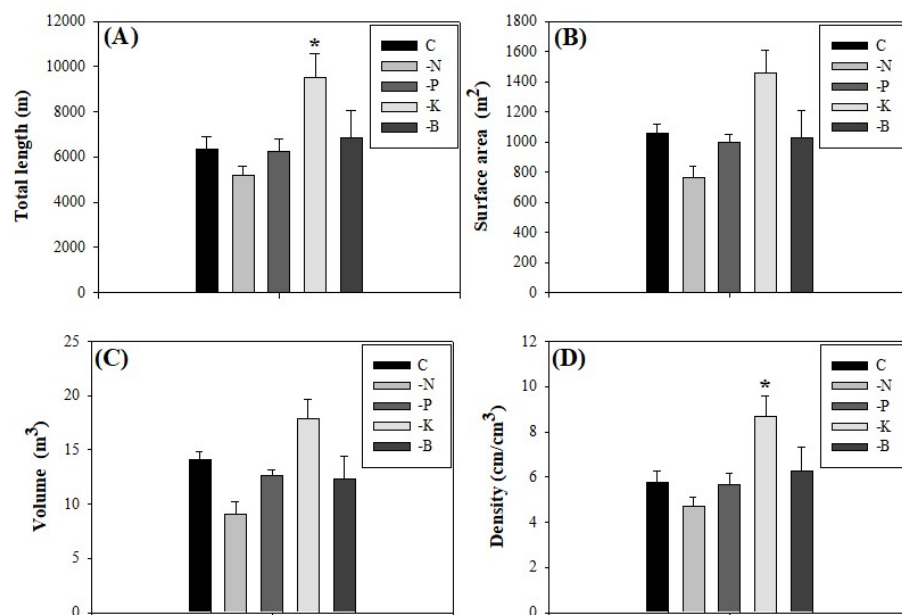 (A)
Total length (m)
12000
10000
8000
6000
4000
2000
0
*
C
-N
-P
-K
-B
(B)
Surface area (m²)
1800
1600
1400
1200
1000
800
600
400
200
0
C
-N
-P
-K
-B
(C)
Volume (m³)
25
20
15
10
5
0
C
-N
-P
-K
-B
(D)
Density (cm/cm³)
12
10
8
6
4
2
0
*
C
-N
-P
-K
-B